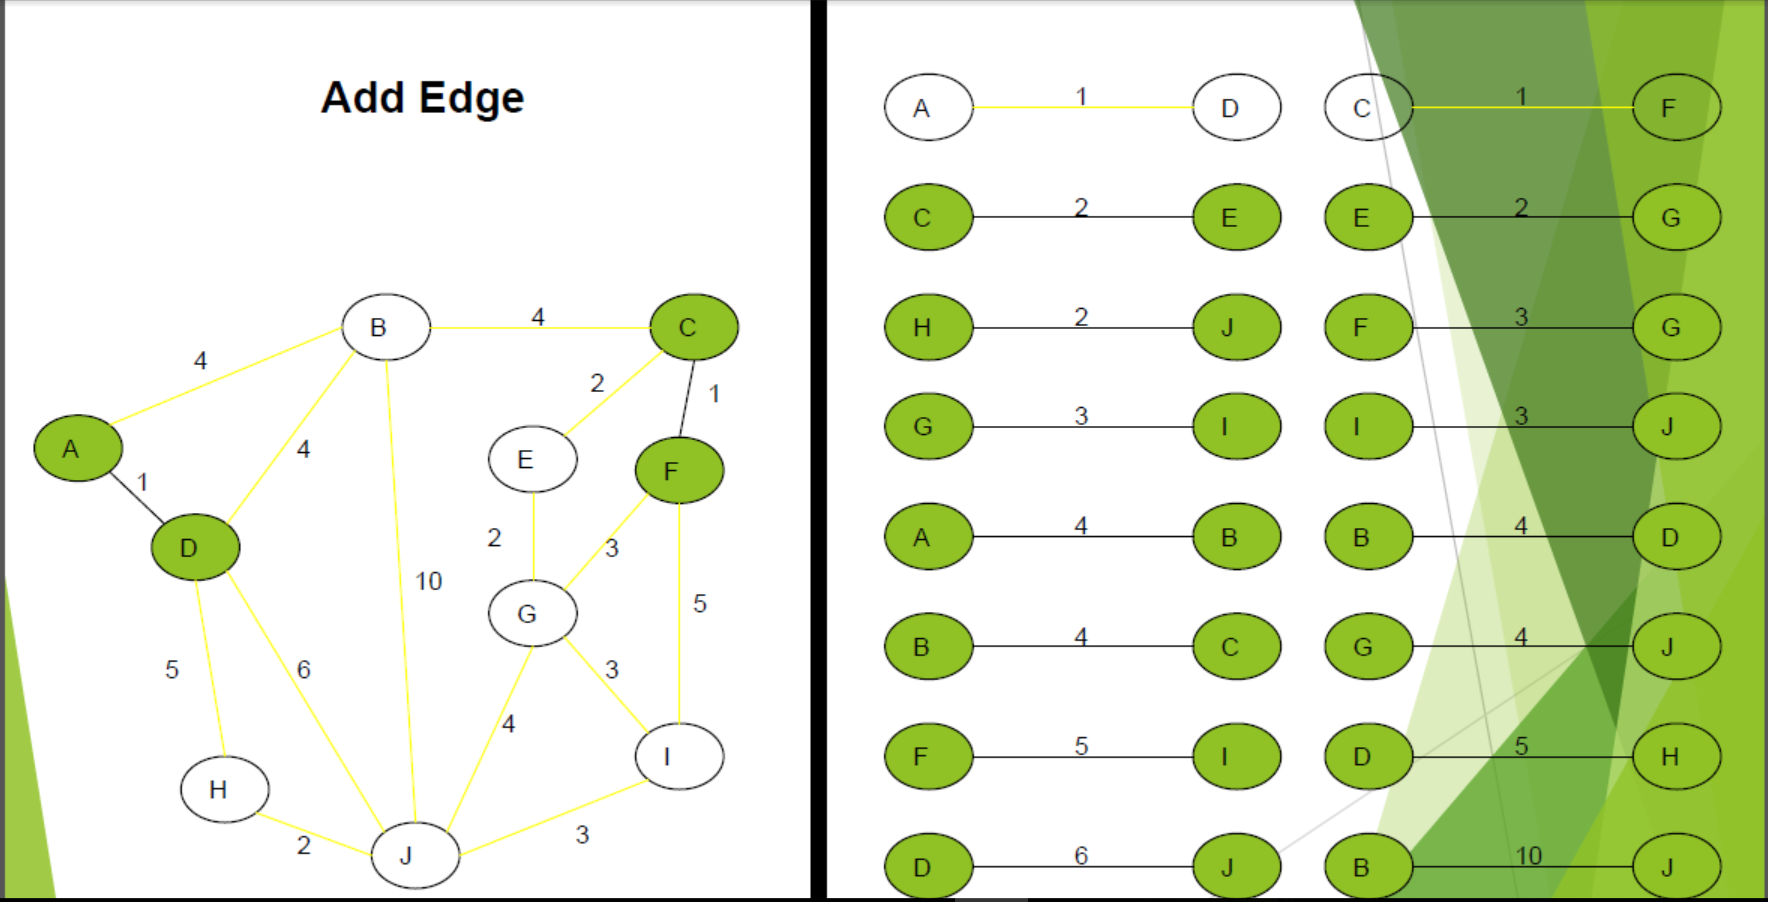 Add Edge
B
4
C
4
2
1
A
4
E
F
1
D
2
3
10
G
5
5
6
3
4
I
H
2
J
3
A 1 D
C 1 F
C 2 E
E 2 G
H 2 J
F 3 G
G 3 I
I 3 J
A 4 B
B 4 D
B 4 C
G 4 J
F 5 I
D 5 H
D 6 J
B 10 J